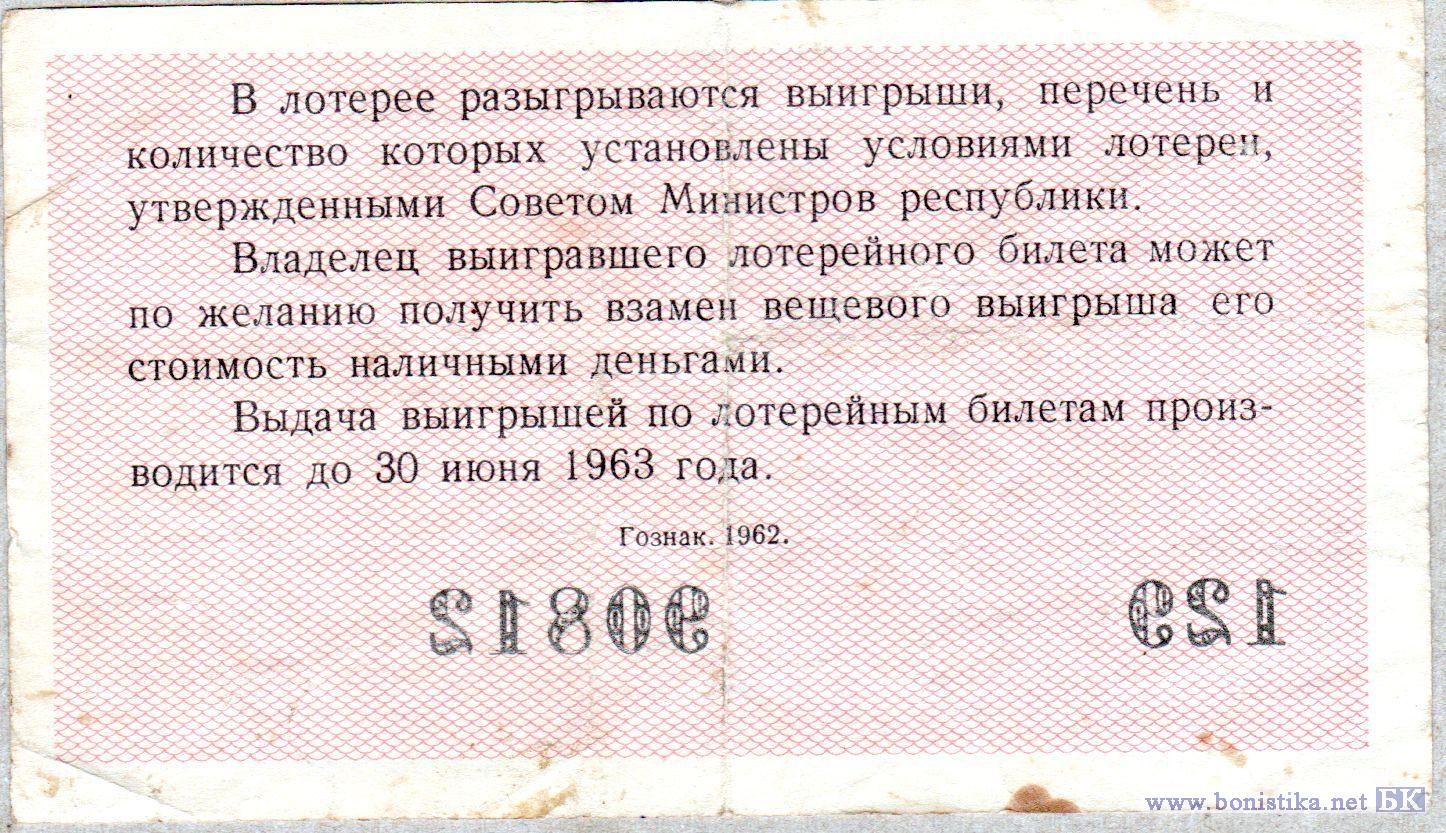 В лотерее разыгрываются выигрыши, перечень и
количество которых установлены условиями лотереи,
утвержденными Советом Министров республики.
Владелец выигравшего лотерейного билета может
по желанию получить взамен вещевого выигрыша его
стоимость наличными деньгами.
Выдача выигрышей по лотерейным билетам произ-
водится до 30 июня 1963 года.
Гознак. 1962.
90812 129
www.bonistika.net БК